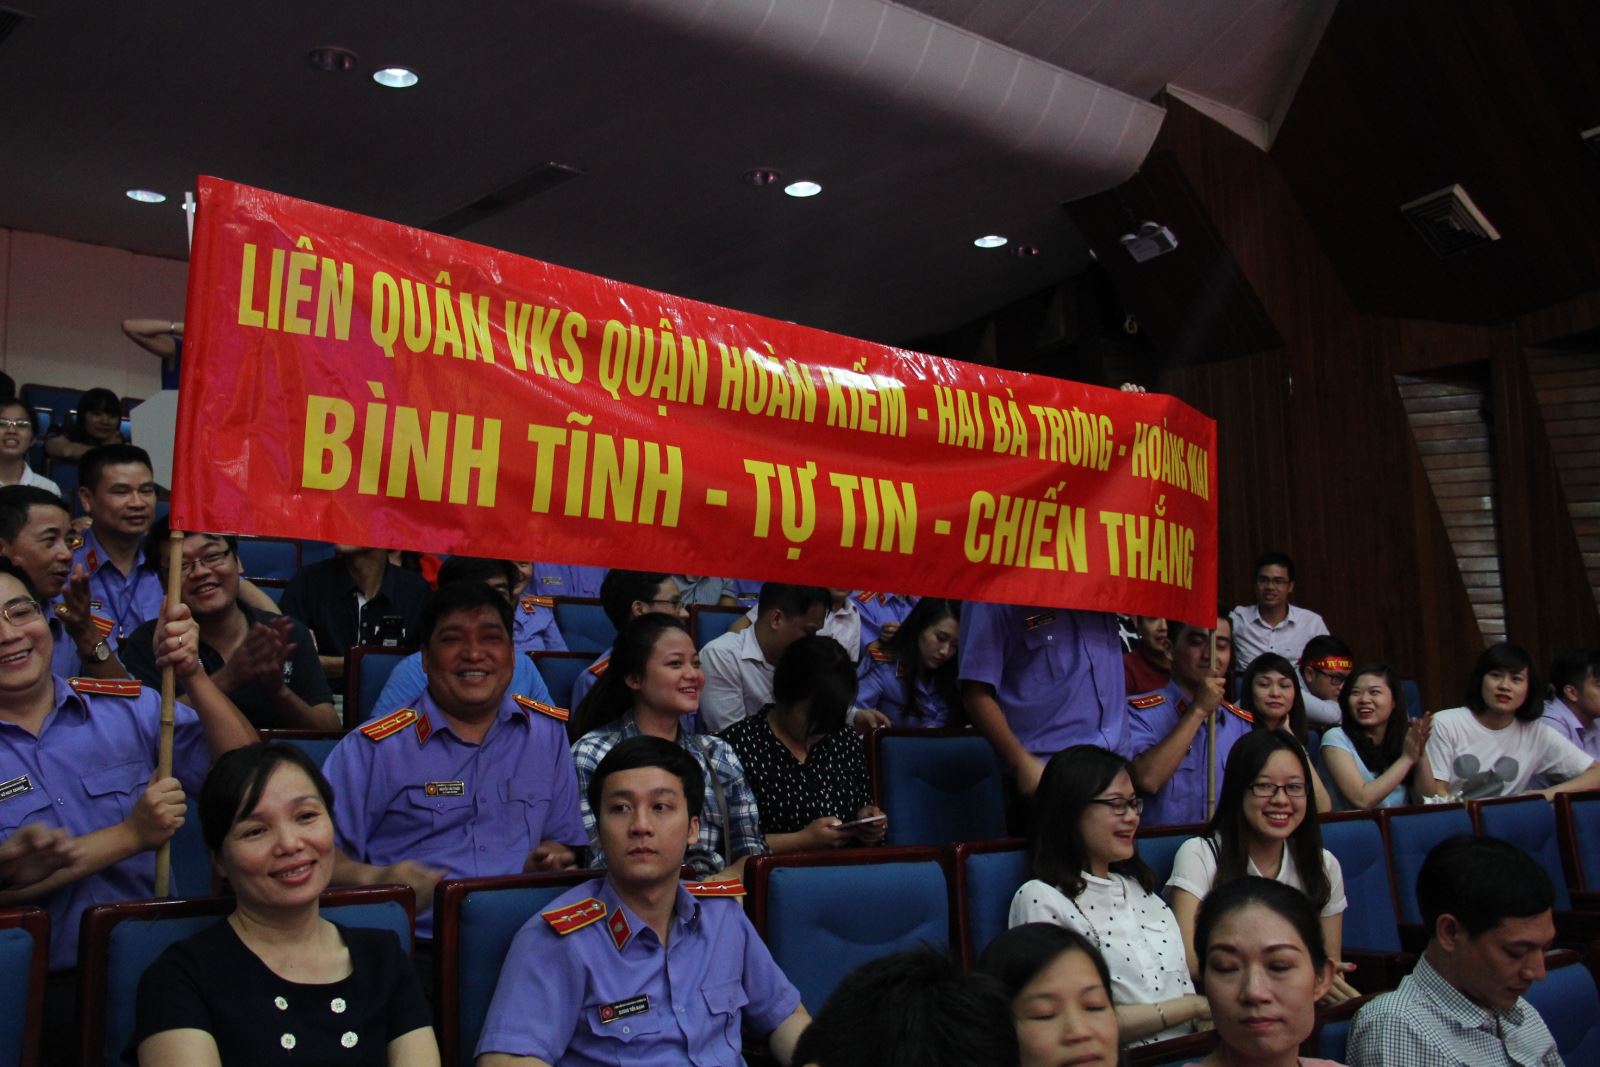 LIÊN QUÂN VKS QUẬN HOÀN KIẾM - HAI BÀ TRƯNG - HOÀNG MAI
BÌNH TĨNH - TỰ TIN - CHIẾN THẮNG